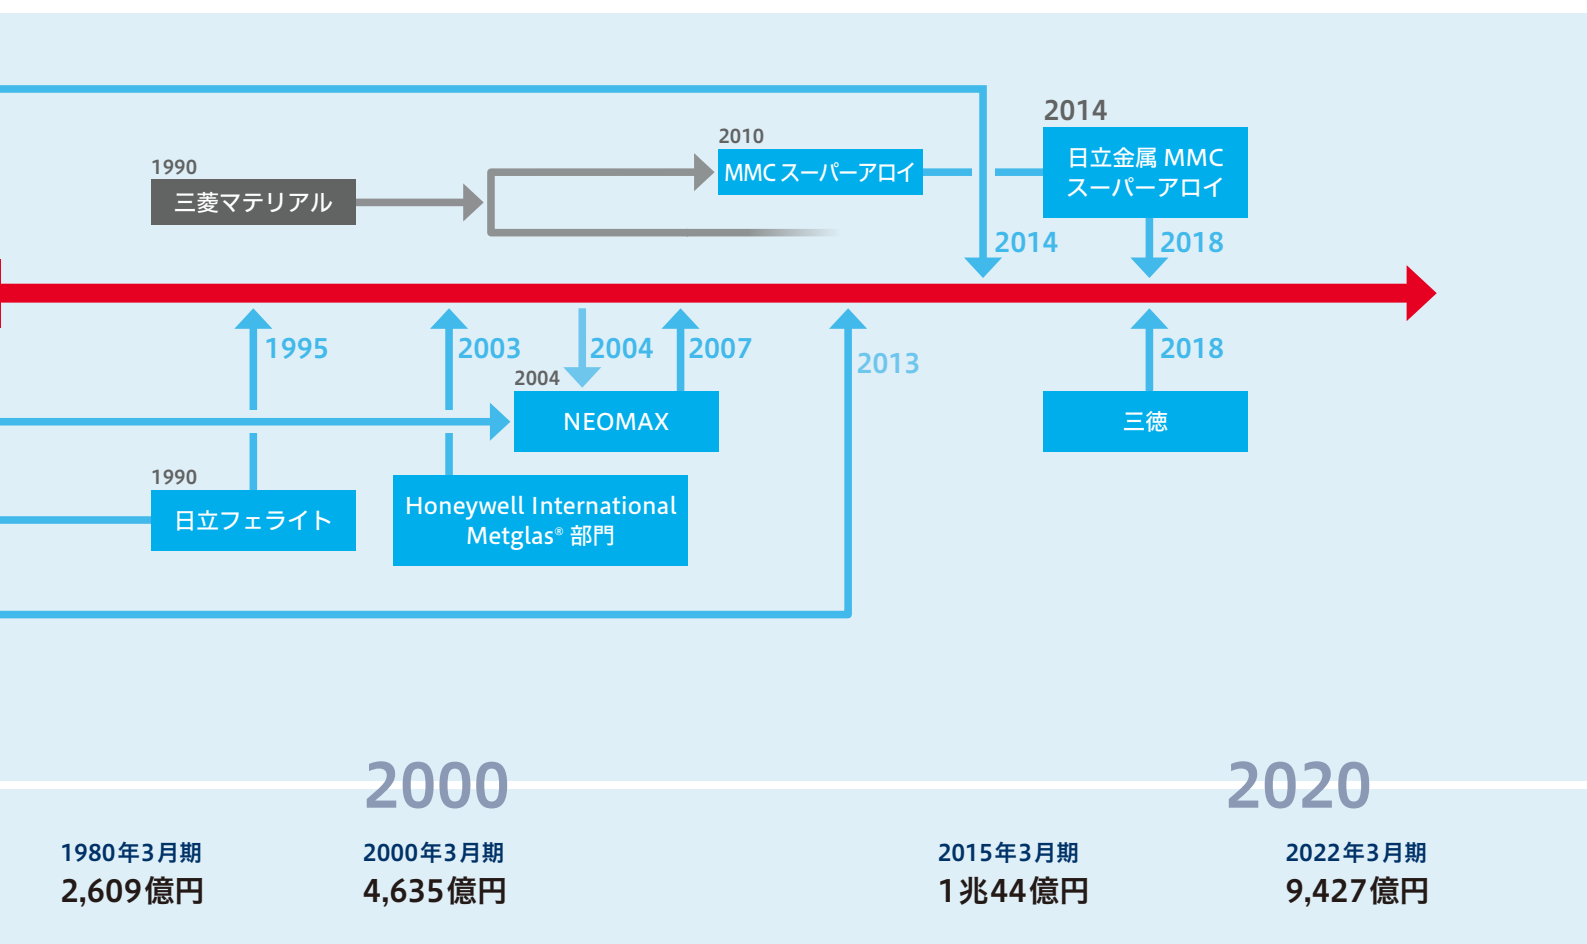 2014
2010
日立金属 MMC
スーパーアロイ
MMC スーパーアロイ
1990
三菱マテリアル
2014
2018
1995
2003
2004
2007
2013
2018
2004
NEOMAX
三徳
1990
日立フェライト
Honeywell International
Metglas® 部門
2000
2020
1980年3月期
2,609億円
2000年3月期
4,635億円
2015年3月期
1兆44億円
2022年3月期
9,427億円